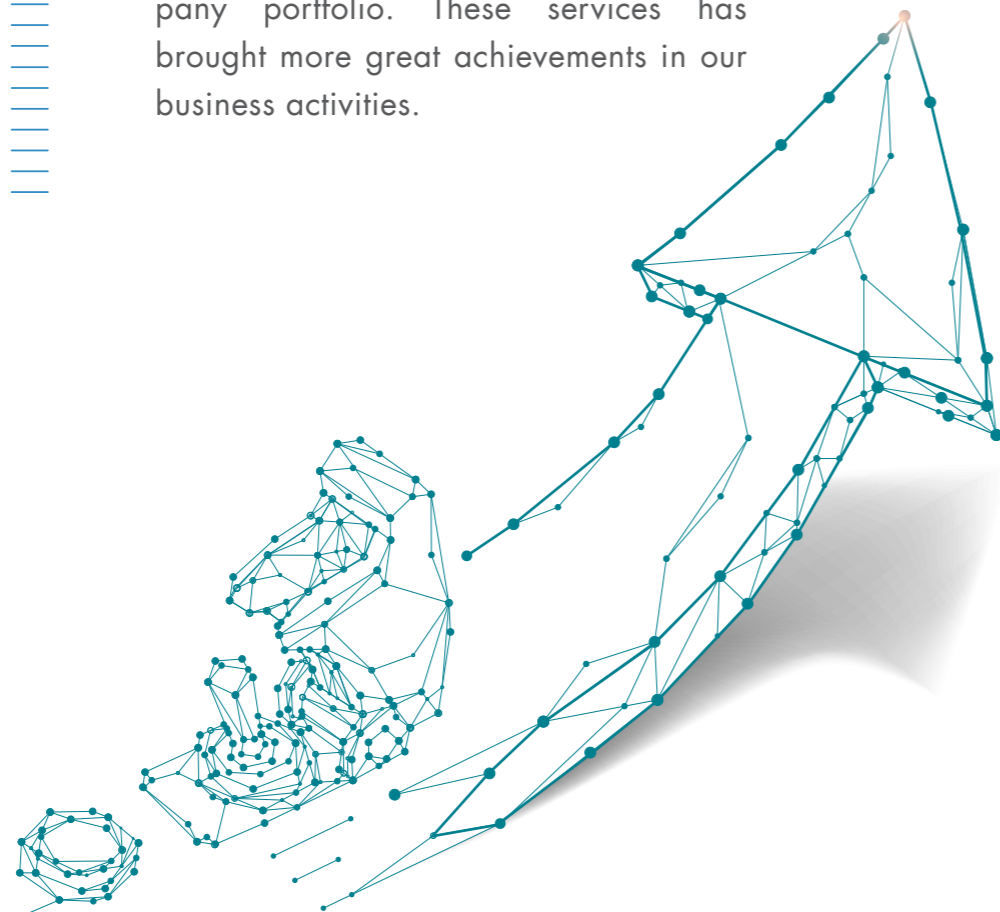 pany portfolio. These services has
brought more great achievements in our
business activities.